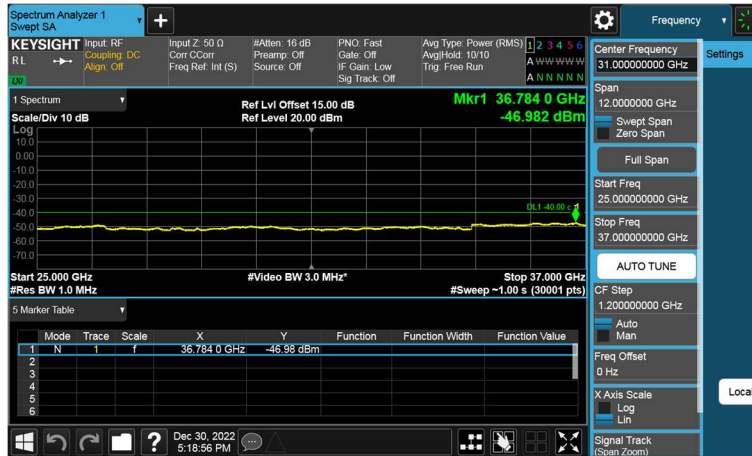 Spectrum Analyzer 1
Swept SA
+
Frequency
KEYSIGHT
RL
LXI
Input: RF
Coupling: DC
Align: Off
Input Z: 50 Ω
Corr CCorr
Freq Ref: Int (S)
#Atten: 16 dB
Preamp: Off
Source: Off
PNO: Fast
Gate: Off
IF Gain: Low
Sig Track: Off
Avg Type: Power (RMS)
Avg|Hold: 10/10
Trig: Free Run
1 2 3 4 5 6
A W W W W W
A N N N N N
1 Spectrum
Scale/Div 10 dB
Ref Lvl Offset 15.00 dB
Ref Level 20.00 dBm
Mkr1 36.784 0 GHz
-46.982 dBm
Log
10.0
0.00
-10.0
-20.0
-30.0
-40.0
-50.0
-60.0
-70.0
DL1 -40.00
1
Start 25.000 GHz
#Res BW 1.0 MHz
#Video BW 3.0 MHz*
Stop 37.000 GHz
#Sweep ~1.00 s (30001 pts)
5 Marker Table
Mode Trace Scale X Y Function Function Width Function Value
1 N 1 f 36.784 0 GHz -46.98 dBm
2
3
4
5
6
?
Dec 30, 2022
5:18:56 PM
Center Frequency
31.000000000 GHz
Span
12.0000000 GHz
Swept Span
Zero Span
Full Span
Start Freq
25.000000000 GHz
Stop Freq
37.000000000 GHz
AUTO TUNE
CF Step
1.200000000 GHz
Auto
Man
Freq Offset
0 Hz
X Axis Scale
Log
Lin
Signal Track
(Span Zoom)
Settings
Local